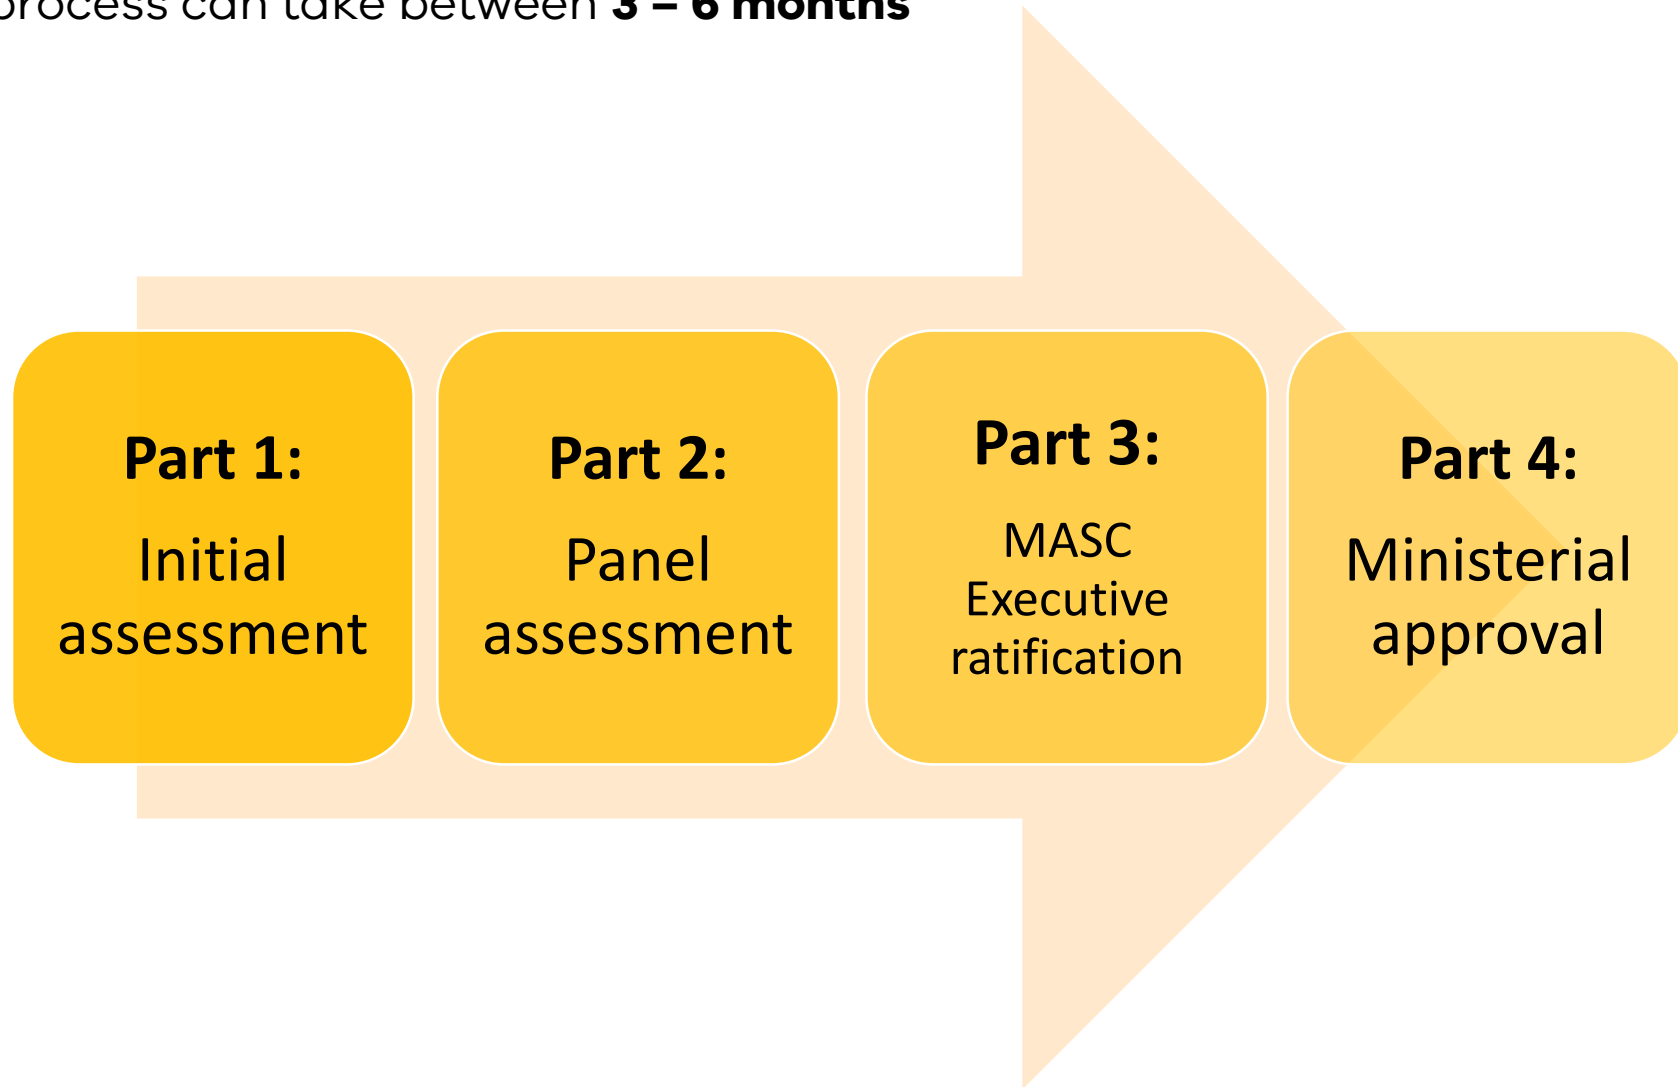 process can take between 3 – 6 months
Part 1:
Initial
assessment
Part 2:
Panel
assessment
Part 3:
MASC
Executive
ratification
Part 4:
Ministerial
approval